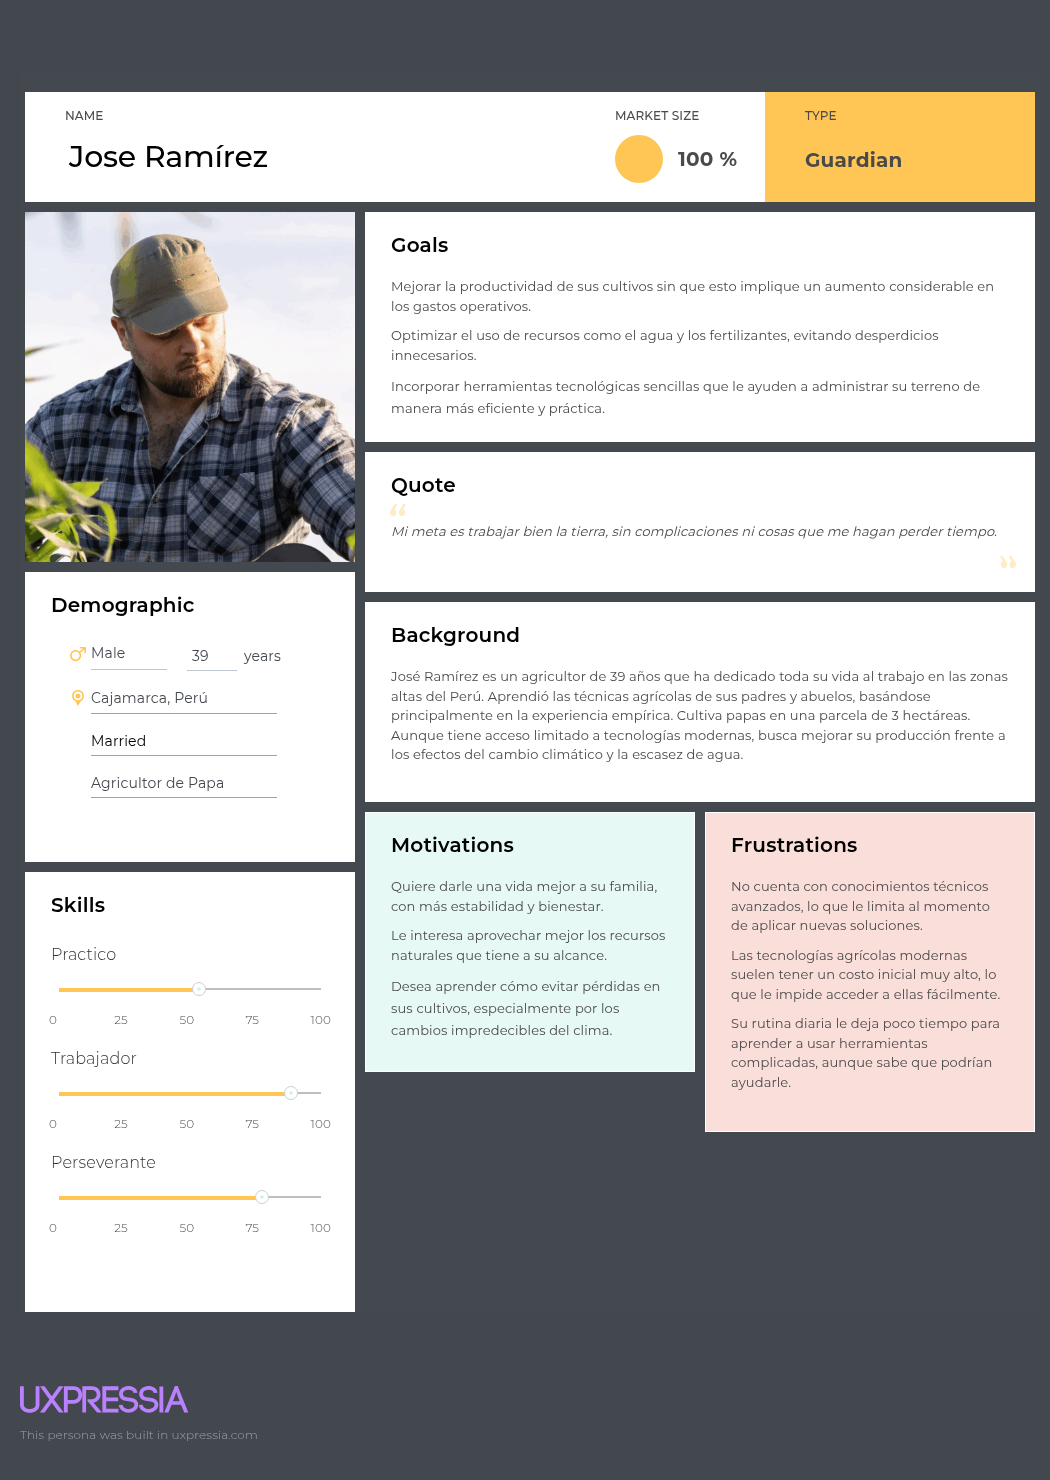 NAME
Jose Ramírez
MARKET SIZE
100 %
TYPE
Guardian
Goals
Mejorar la productividad de sus cultivos sin que esto implique un aumento considerable en
los gastos operativos.
Optimizar el uso de recursos como el agua y los fertilizantes, evitando desperdicios
innecesarios.
Incorporar herramientas tecnológicas sencillas que le ayuden a administrar su terreno de
manera más eficiente y práctica.
Quote
“
Mi meta es trabajar bien la tierra, sin complicaciones ni cosas que me hagan perder tiempo.
”
Demographic
Male
39 years
Cajamarca, Perú
Married
Agricultor de Papa
Background
José Ramírez es un agricultor de 39 años que ha dedicado toda su vida al trabajo en las zonas
altas del Perú. Aprendió las técnicas agrícolas de sus padres y abuelos, basándose
principalmente en la experiencia empírica. Cultiva papas en una parcela de 3 hectáreas.
Aunque tiene acceso limitado a tecnologías modernas, busca mejorar su producción frente a
los efectos del cambio climático y la escasez de agua.
Skills
Practico
0 25 50 75 100
Trabajador
0 25 50 75 100
Perseverante
0 25 50 75 100
Motivations
Quiere darle una vida mejor a su familia,
con más estabilidad y bienestar.
Le interesa aprovechar mejor los recursos
naturales que tiene a su alcance.
Desea aprender cómo evitar pérdidas en
sus cultivos, especialmente por los
cambios impredecibles del clima.
Frustrations
No cuenta con conocimientos técnicos
avanzados, lo que le limita al momento
de aplicar nuevas soluciones.
Las tecnologías agrícolas modernas
suelen tener un costo inicial muy alto, lo
que le impide acceder a ellas fácilmente.
Su rutina diaria le deja poco tiempo para
aprender a usar herramientas
complicadas, aunque sabe que podrían
ayudarle.
UXPRESSIA
This persona was built in uxpressia.com